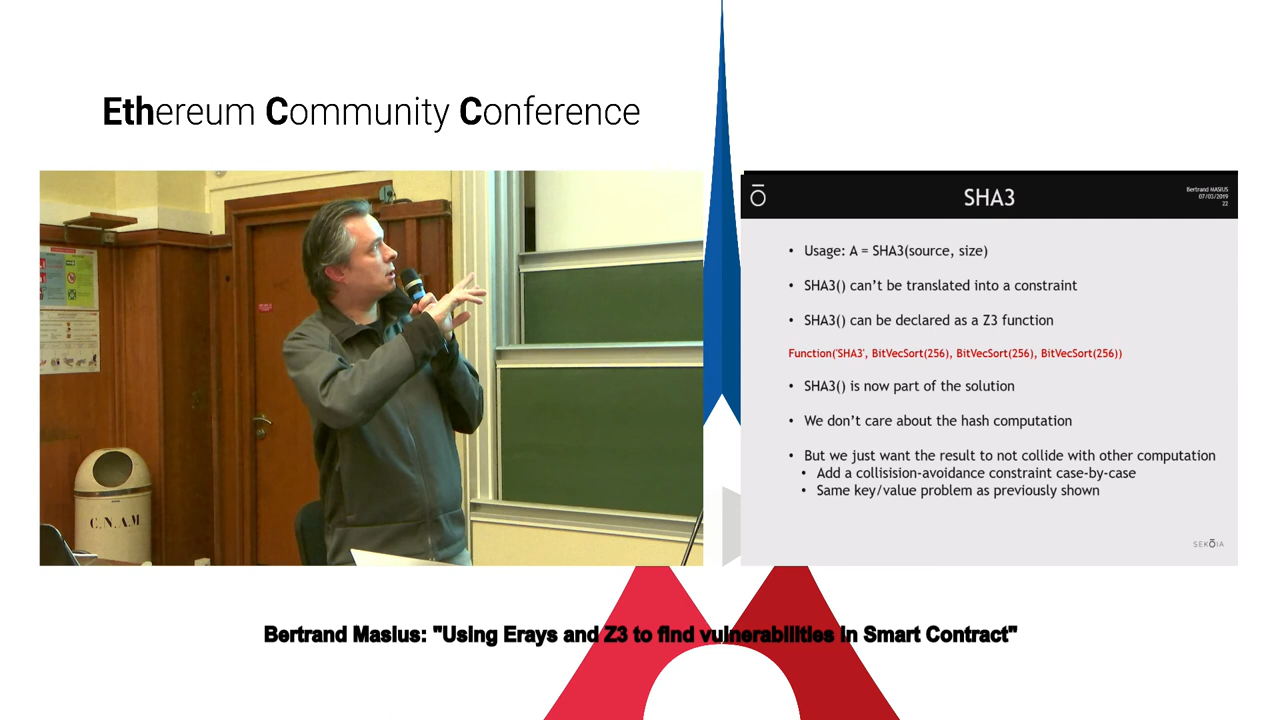 Ethereum Community Conference
C.N.A.M
Ō
SHA3
Bertrand MASIUS
07/03/2019
22
• Usage: A = SHA3(source, size)
• SHA3() can't be translated into a constraint
• SHA3() can be declared as a Z3 function
Function('SHA3', BitVecSort(256), BitVecSort(256), BitVecSort(256))
• SHA3() is now part of the solution
• We don't care about the hash computation
• But we just want the result to not collide with other computation
• Add a collisision-avoidance constraint case-by-case
• Same key/value problem as previously shown
SEKŌIA
Bertrand Masius: "Using Erays and Z3 to find vulnerabilities in Smart Contract"